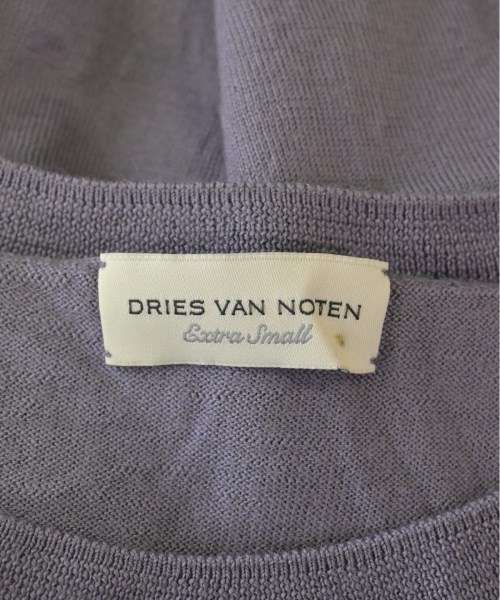 DRIES VAN NOTEN
Extra Small